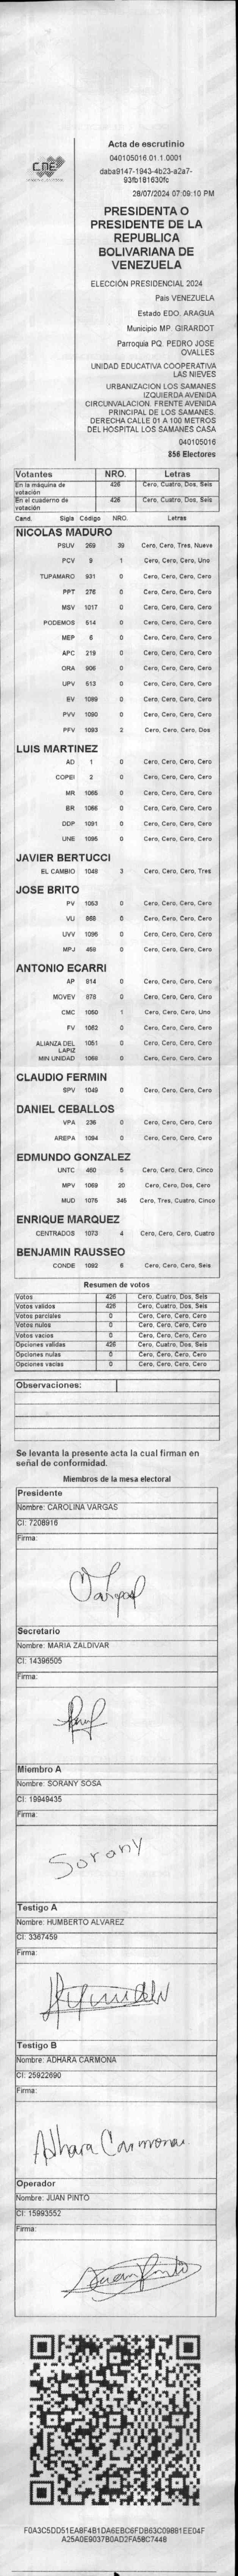 CNE
Acta de escrutinio
040105016.01.1.0001
daba9147-1943-4b23-a2a7-
93fb181630fc
28/07/2024 07:09:10 PM
PRESIDENTA O
PRESIDENTE DE LA
REPUBLICA
BOLIVARIANA DE
VENEZUELA
ELECCIÓN PRESIDENCIAL 2024
País VENEZUELA
Estado EDO. ARAGUA
Municipio MP. GIRARDOT
Parroquia PQ. PEDRO JOSE
OVALLES
UNIDAD EDUCATIVA COOPERATIVA
LAS NIEVES
URBANIZACION LOS SAMANES
IZQUIERDA AVENIDA
CIRCUNVALACION. FRENTE AVENIDA
PRINCIPAL DE LOS SAMANES.
DERECHA CALLE 01 A 100 METROS
DEL HOSPITAL LOS SAMANES CASA
040105016
856 Electores
Votantes NRO. Letras
En la máquina de votación 426 Cero, Cuatro, Dos, Seis
En el cuaderno de votación 426 Cero, Cuatro, Dos, Seis
Cand. Sigla Código NRO. Letras
NICOLAS MADURO
PSUV 269 39 Cero, Cero, Tres, Nueve
PCV 9 1 Cero, Cero, Cero, Uno
TUPAMARO 931 0 Cero, Cero, Cero, Cero
PPT 276 0 Cero, Cero, Cero, Cero
MSV 1017 0 Cero, Cero, Cero, Cero
PODEMOS 514 0 Cero, Cero, Cero, Cero
MEP 6 0 Cero, Cero, Cero, Cero
APC 219 0 Cero, Cero, Cero, Cero
ORA 906 0 Cero, Cero, Cero, Cero
UPV 613 0 Cero, Cero, Cero, Cero
EV 1089 0 Cero, Cero, Cero, Cero
PVV 1090 0 Cero, Cero, Cero, Cero
PFV 1093 2 Cero, Cero, Cero, Dos
LUIS MARTINEZ
AD 1 0 Cero, Cero, Cero, Cero
COPEI 2 0 Cero, Cero, Cero, Cero
MR 1065 0 Cero, Cero, Cero, Cero
BR 1066 0 Cero, Cero, Cero, Cero
DDP 1091 0 Cero, Cero, Cero, Cero
UNE 1095 0 Cero, Cero, Cero, Cero
JAVIER BERTUCCI
EL CAMBIO 1048 3 Cero, Cero, Cero, Tres
JOSE BRITO
PV 1053 0 Cero, Cero, Cero, Cero
VU 868 0 Cero, Cero, Cero, Cero
UVV 1096 0 Cero, Cero, Cero, Cero
MPJ 458 0 Cero, Cero, Cero, Cero
ANTONIO ECARRI
AP 914 0 Cero, Cero, Cero, Cero
MOVEV 878 0 Cero, Cero, Cero, Cero
CMC 1050 1 Cero, Cero, Cero, Uno
FV 1062 0 Cero, Cero, Cero, Cero
ALIANZA DEL LAPIZ 1051 0 Cero, Cero, Cero, Cero
MIN UNIDAD 1068 0 Cero, Cero, Cero, Cero
CLAUDIO FERMIN
SPV 1049 0 Cero, Cero, Cero, Cero
DANIEL CEBALLOS
VPA 236 0 Cero, Cero, Cero, Cero
AREPA 1094 0 Cero, Cero, Cero, Cero
EDMUNDO GONZALEZ
UNTC 460 5 Cero, Cero, Cero, Cinco
MPV 1069 20 Cero, Cero, Dos, Cero
MUD 1076 345 Cero, Tres, Cuatro, Cinco
ENRIQUE MARQUEZ
CENTRADOS 1073 4 Cero, Cero, Cero, Cuatro
BENJAMIN RAUSSEO
CONDE 1092 6 Cero, Cero, Cero, Seis
Resumen de votos
Votos 426 Cero, Cuatro, Dos, Seis
Votos validos 426 Cero, Cuatro, Dos, Seis
Votos parciales 0 Cero, Cero, Cero, Cero
Votos nulos 0 Cero, Cero, Cero, Cero
Votos vacios 0 Cero, Cero, Cero, Cero
Opciones validas 426 Cero, Cuatro, Dos, Seis
Opciones nulas 0 Cero, Cero, Cero, Cero
Opciones vacias 0 Cero, Cero, Cero, Cero
Observaciones:
Se levanta la presente acta la cual firman en
señal de conformidad.
Miembros de la mesa electoral
Presidente
Nombre: CAROLINA VARGAS
CI: 7208916
Firma:
Secretario
Nombre: MARIA ZALDIVAR
CI: 14396505
Firma:
Miembro A
Nombre: SORANY SOSA
CI: 19949435
Firma:
Sorany
Testigo A
Nombre: HUMBERTO ALVAREZ
CI: 3367459
Firma:
Testigo B
Nombre: ADHARA CARMONA
CI: 25922690
Firma:
Adhara Carmona
Operador
Nombre: JUAN PINTO
CI: 15993552
Firma:
Juan Pinto
F0A3C5DD51EA8F4B1DA6EBC6FDB63C09881EE04F
A25A0E9037B0AD2FA58C7448